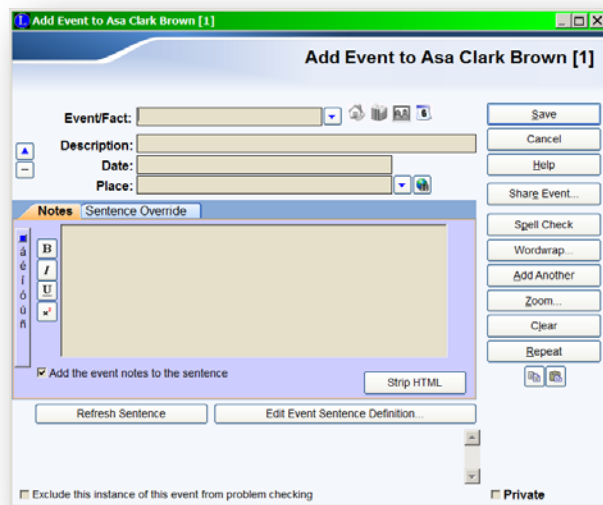 Add Event to Asa Clark Brown [1]
Add Event to Asa Clark Brown [1]
Event/Fact:
Description:
Date:
Place:
Notes
Sentence Override
á
é
í
ó
ú
ñ
B
I
U
x²
Add the event notes to the sentence
Strip HTML
Refresh Sentence
Edit Event Sentence Definition...
Exclude this instance of this event from problem checking
Save
Cancel
Help
Share Event...
Spell Check
Wordwrap...
Add Another
Zoom...
Clear
Repeat
Private